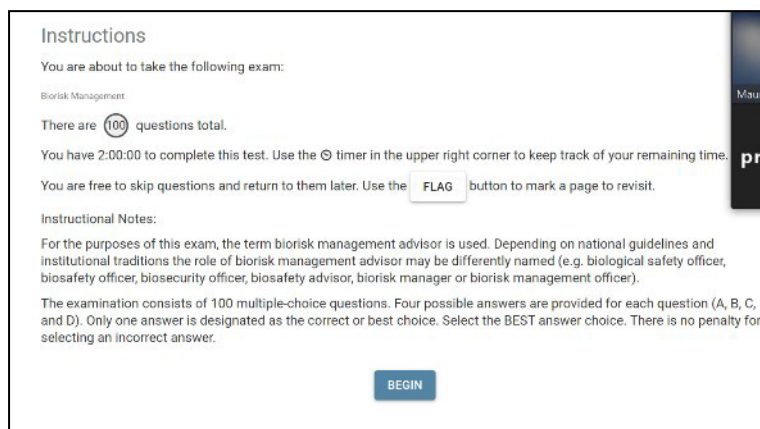 Instructions
You are about to take the following exam:
Biorisk Management
There are 100 questions total.
You have 2:00:00 to complete this test. Use the timer in the upper right corner to keep track of your remaining time.
You are free to skip questions and return to them later. Use the FLAG button to mark a page to revisit.
Instructional Notes:
For the purposes of this exam, the term biorisk management advisor is used. Depending on national guidelines and
institutional traditions the role of biorisk management advisor may be differently named (e.g. biological safety officer,
biosafety officer, biosecurity officer, biosafety advisor, biorisk manager or biorisk management officer).
The examination consists of 100 multiple-choice questions. Four possible answers are provided for each question (A, B, C,
and D). Only one answer is designated as the correct or best choice. Select the BEST answer choice. There is no penalty for
selecting an incorrect answer.
BEGIN